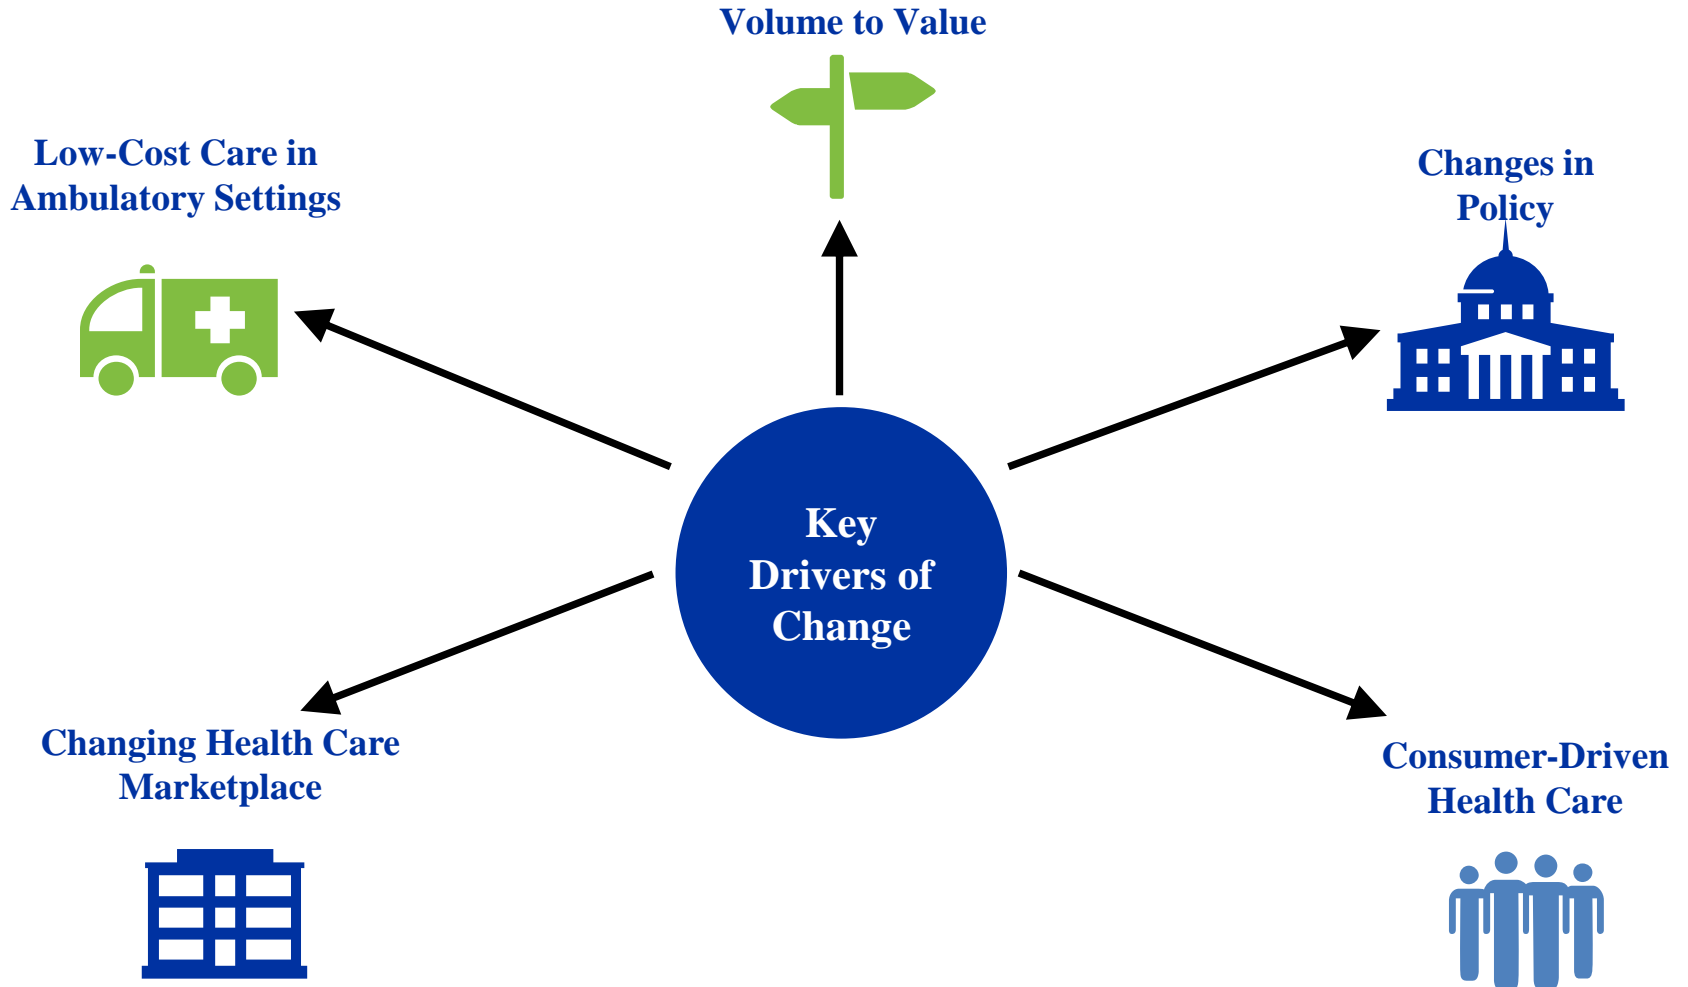 Volume to Value
Low-Cost Care in
Ambulatory Settings
Changes in
Policy
Key
Drivers of
Change
Changing Health Care
Marketplace
Consumer-Driven
Health Care